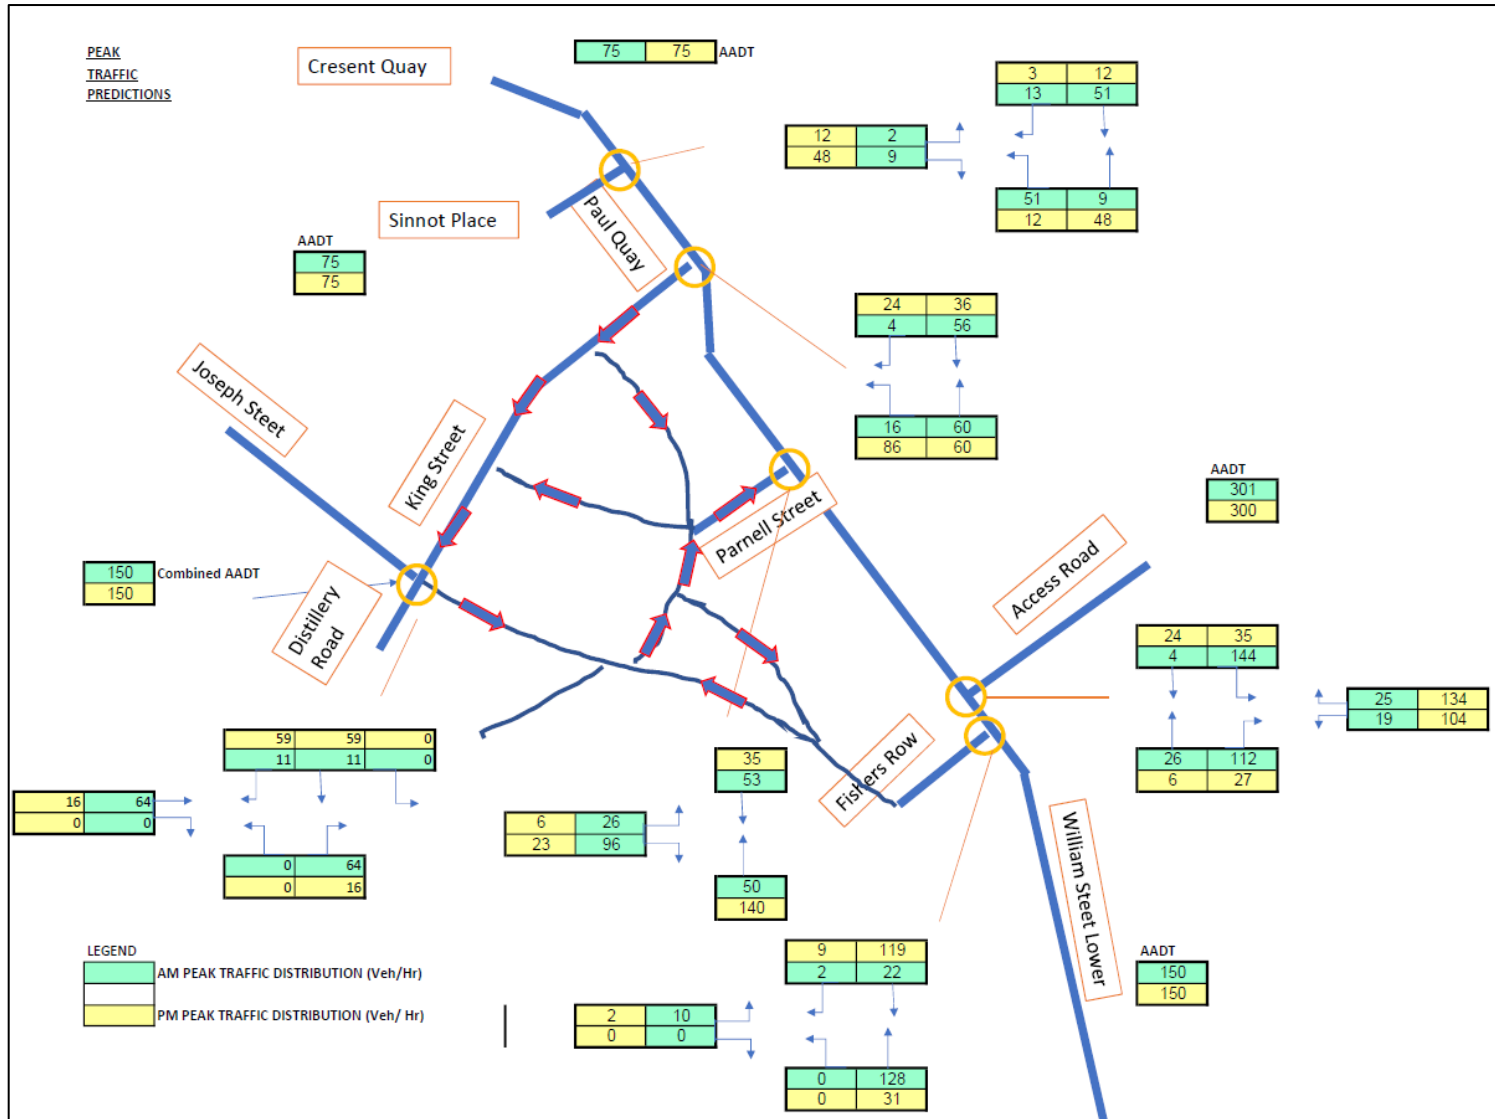 PEAK
TRAFFIC
PREDICTIONS
Cresent Quay
75 75 AADT
3 12
13 51
12 2
48 9
51 9
12 48
Sinnot Place
Paul Quay
AADT
75
75
24 36
4 56
16 60
86 60
Joseph Steet
King Street
Parnell Street
AADT
301
300
Access Road
150 Combined AADT
150
Distillery
Road
24 35
4 144
25 134
19 104
26 112
6 27
Fishers Row
59 59 0
11 11 0
16 64
0 0
0 64
0 16
35
53
6 26
23 96
50
140
William Steet Lower
LEGEND
AM PEAK TRAFFIC DISTRIBUTION (Veh/Hr)
PM PEAK TRAFFIC DISTRIBUTION (Veh/ Hr)
9 119
2 22
2 10
0 0
0 128
0 31
AADT
150
150